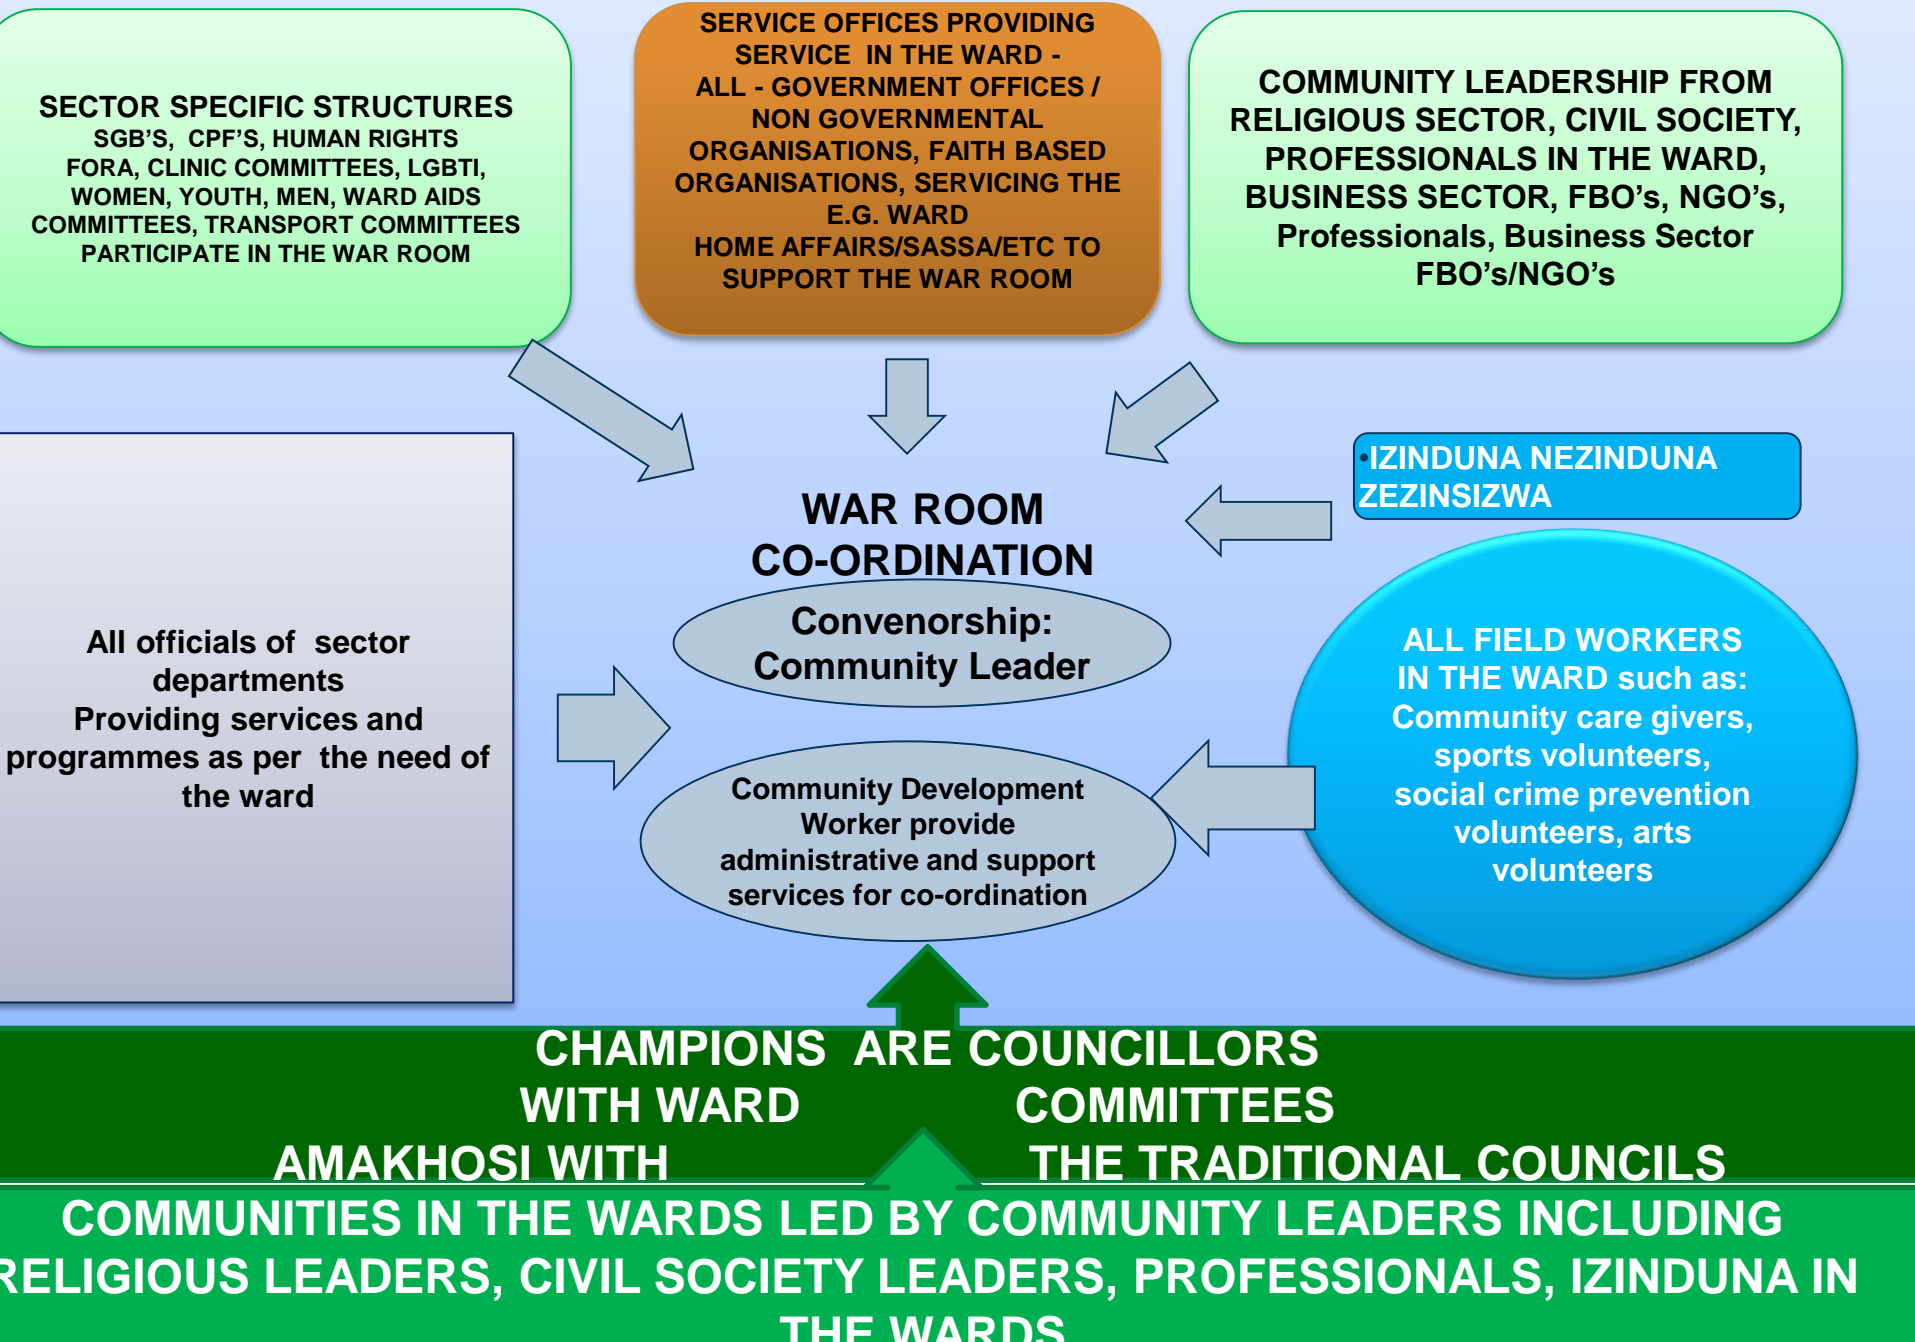 SECTOR SPECIFIC STRUCTURES
SGB'S, CPF'S, HUMAN RIGHTS
FORA, CLINIC COMMITTEES, LGBTI,
WOMEN, YOUTH, MEN, WARD AIDS
COMMITTEES, TRANSPORT COMMITTEES
PARTICIPATE IN THE WAR ROOM
SERVICE OFFICES PROVIDING
SERVICE IN THE WARD -
ALL - GOVERNMENT OFFICES /
NON GOVERNMENTAL
ORGANISATIONS, FAITH BASED
ORGANISATIONS, SERVICING THE
E.G. WARD
HOME AFFAIRS/SASSA/ETC TO
SUPPORT THE WAR ROOM
COMMUNITY LEADERSHIP FROM
RELIGIOUS SECTOR, CIVIL SOCIETY,
PROFESSIONALS IN THE WARD,
BUSINESS SECTOR, FBO's, NGO's,
Professionals, Business Sector
FBO's/NGO's
•IZINDUNA NEZINDUNA
ZEZINSIZWA
WAR ROOM
CO-ORDINATION
Convenorship:
Community Leader
All officials of sector
departments
Providing services and
programmes as per the need of
the ward
ALL FIELD WORKERS
IN THE WARD such as:
Community care givers,
sports volunteers,
social crime prevention
volunteers, arts
volunteers
Community Development
Worker provide
administrative and support
services for co-ordination
CHAMPIONS ARE COUNCILLORS
WITH WARD COMMITTEES
AMAKHOSI WITH THE TRADITIONAL COUNCILS
COMMUNITIES IN THE WARDS LED BY COMMUNITY LEADERS INCLUDING
RELIGIOUS LEADERS, CIVIL SOCIETY LEADERS, PROFESSIONALS, IZINDUNA IN
THE WARDS